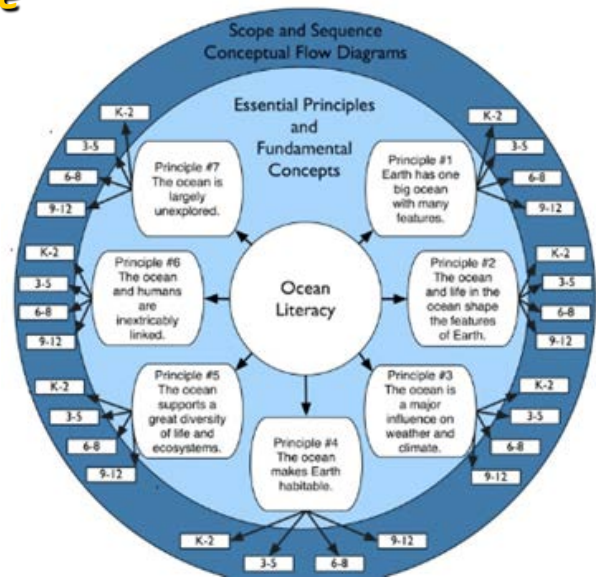 Scope and Sequence
Conceptual Flow Diagrams
Essential Principles
and
Fundamental
Concepts
Ocean
Literacy
Principle #1
Earth has one
big ocean
with many
features.
K-2
3-5
6-8
9-12
Principle #2
The ocean
and life in the
ocean shape
the features
of Earth.
K-2
3-5
6-8
9-12
Principle #3
The ocean is
a major
influence on
weather and
climate.
K-2
3-5
6-8
9-12
Principle #4
The ocean
makes Earth
habitable.
K-2
3-5
6-8
9-12
Principle #5
The ocean
supports a
great diversity
of life and
ecosystems.
K-2
3-5
6-8
9-12
Principle #6
The ocean
and humans
are
inextricably
linked.
K-2
3-5
6-8
9-12
Principle #7
The ocean is
largely
unexplored.
K-2
3-5
6-8
9-12